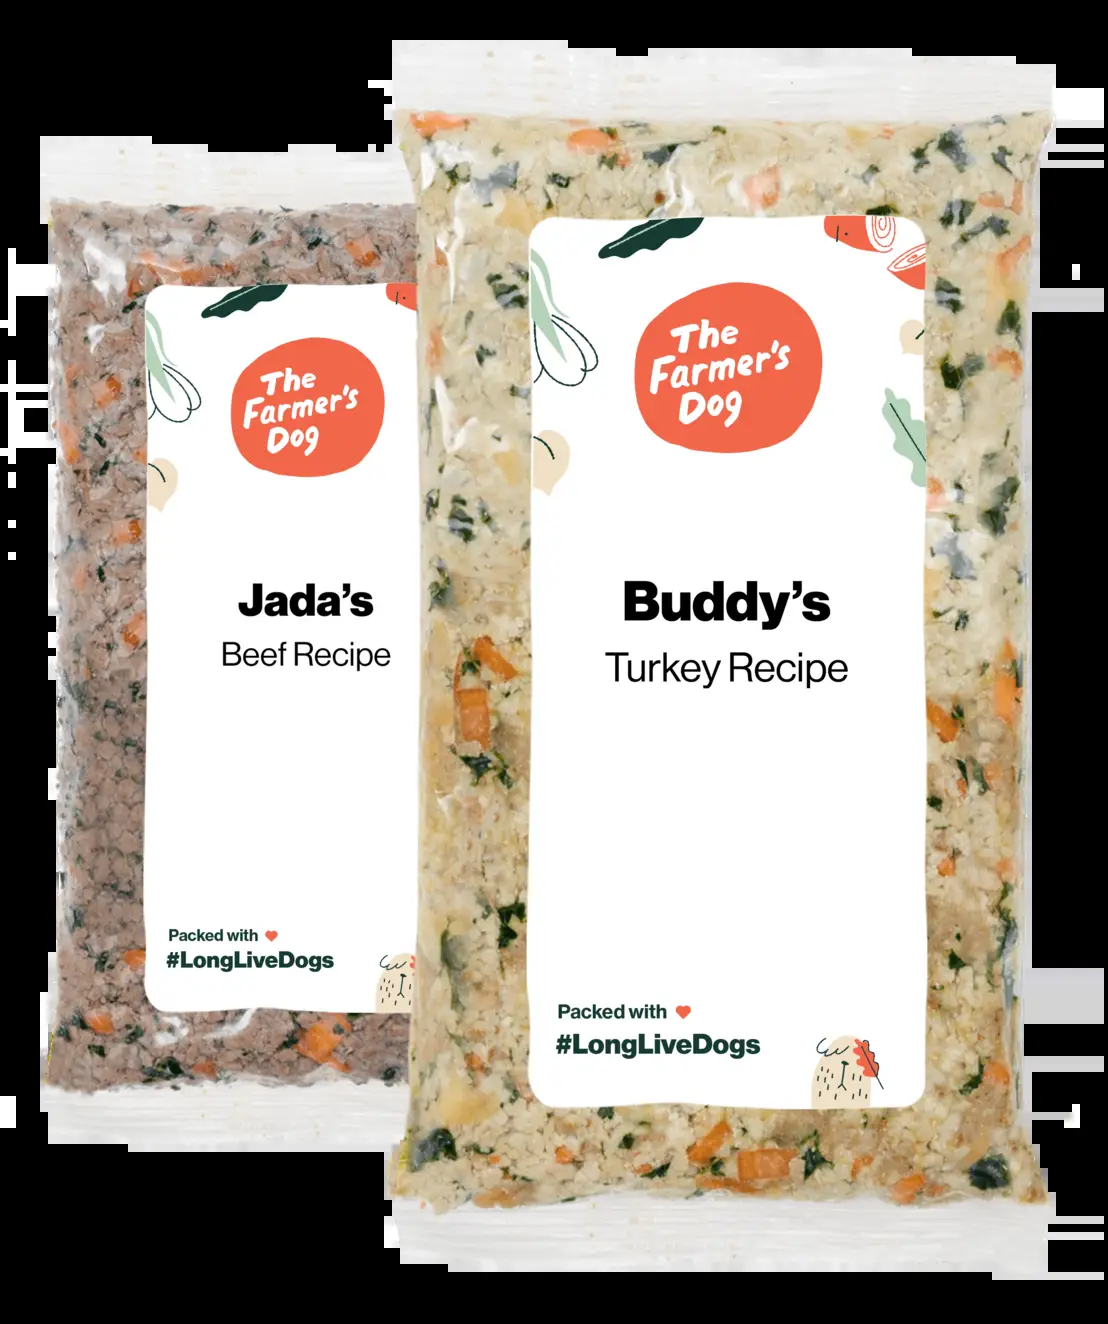 The
Farmer's
Dog
Jada’s
Beef Recipe
Packed with
#LongLiveDogs
The
Farmer's
Dog
Buddy’s
Turkey Recipe
Packed with
#LongLiveDogs